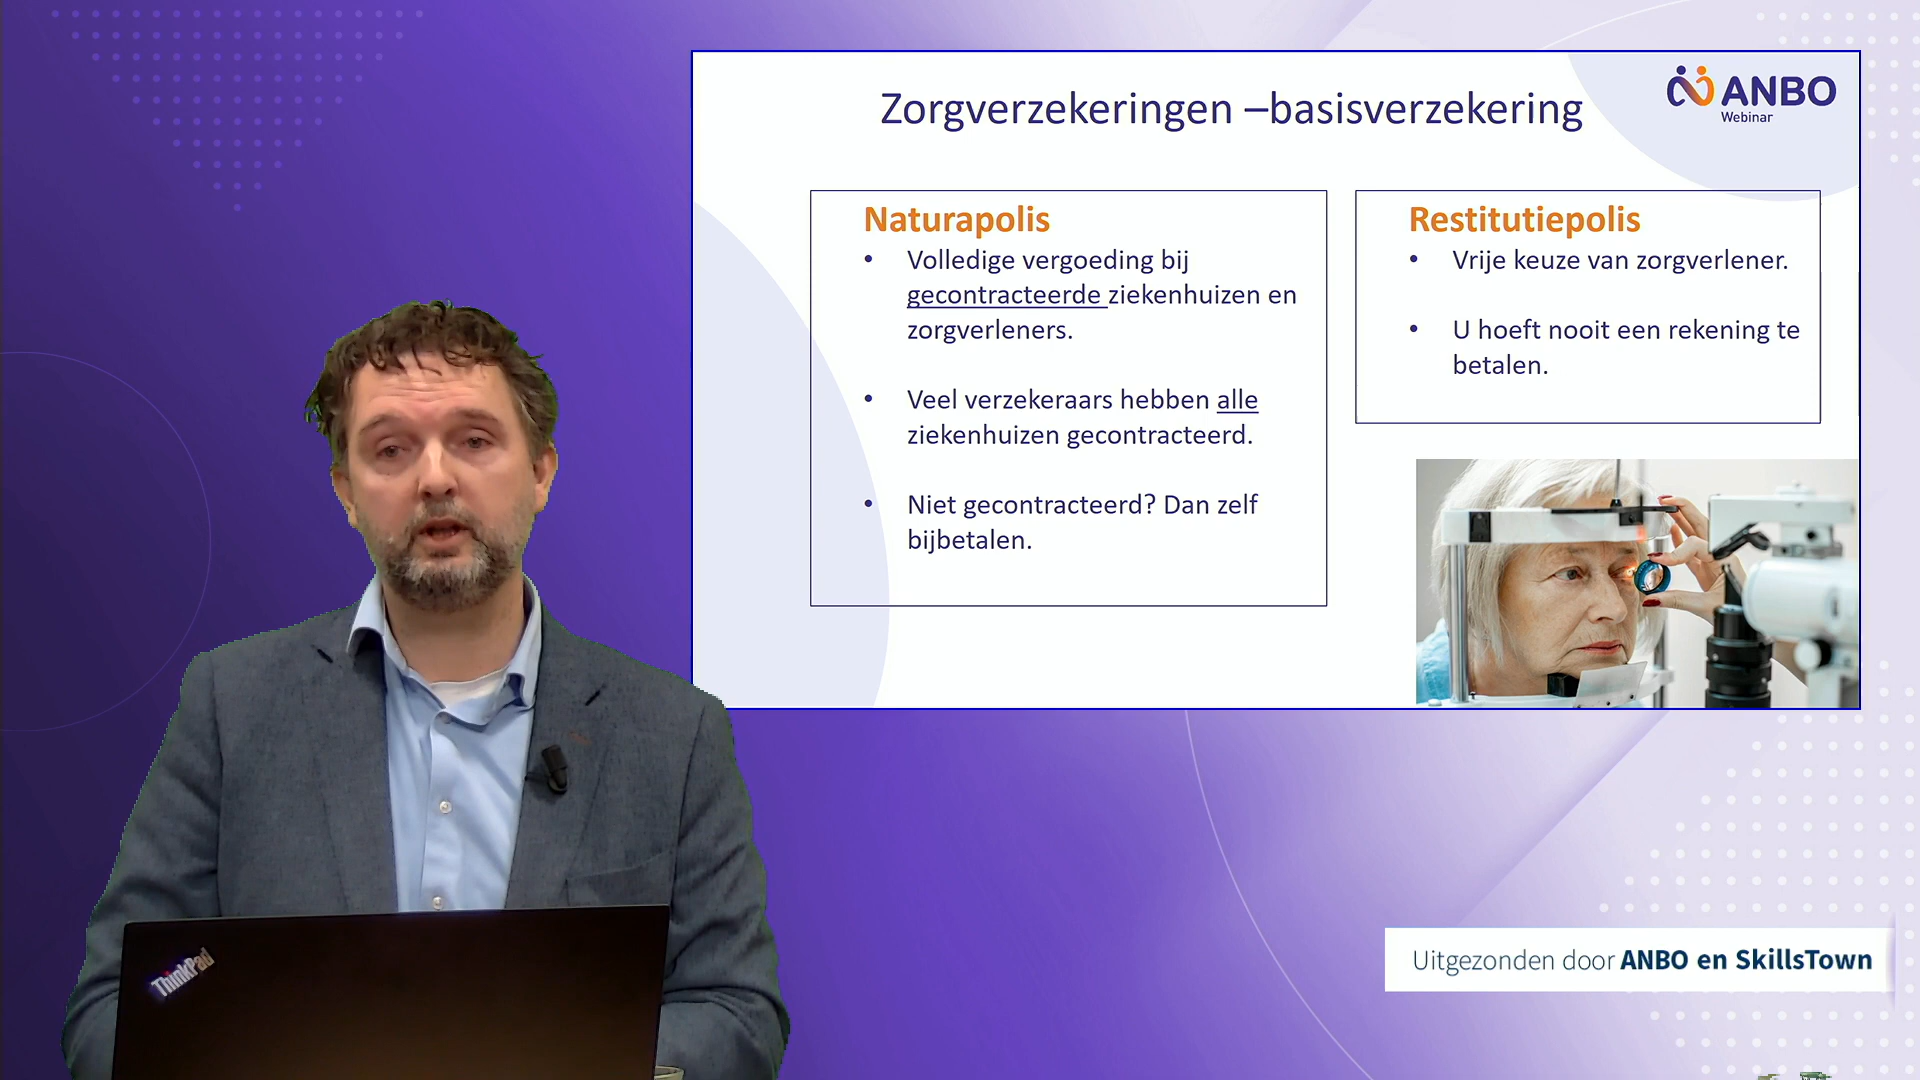 Zorgverzekeringen –basisverzekering
ANBO
Webinar
Naturapolis
• Volledige vergoeding bij
gecontracteerde ziekenhuizen en
zorgverleners.
• Veel verzekeraars hebben alle
ziekenhuizen gecontracteerd.
• Niet gecontracteerd? Dan zelf
bijbetalen.
Restitutiepolis
• Vrije keuze van zorgverlener.
• U hoeft nooit een rekening te
betalen.
ThinkPad
Uitgezonden door ANBO en SkillsTown